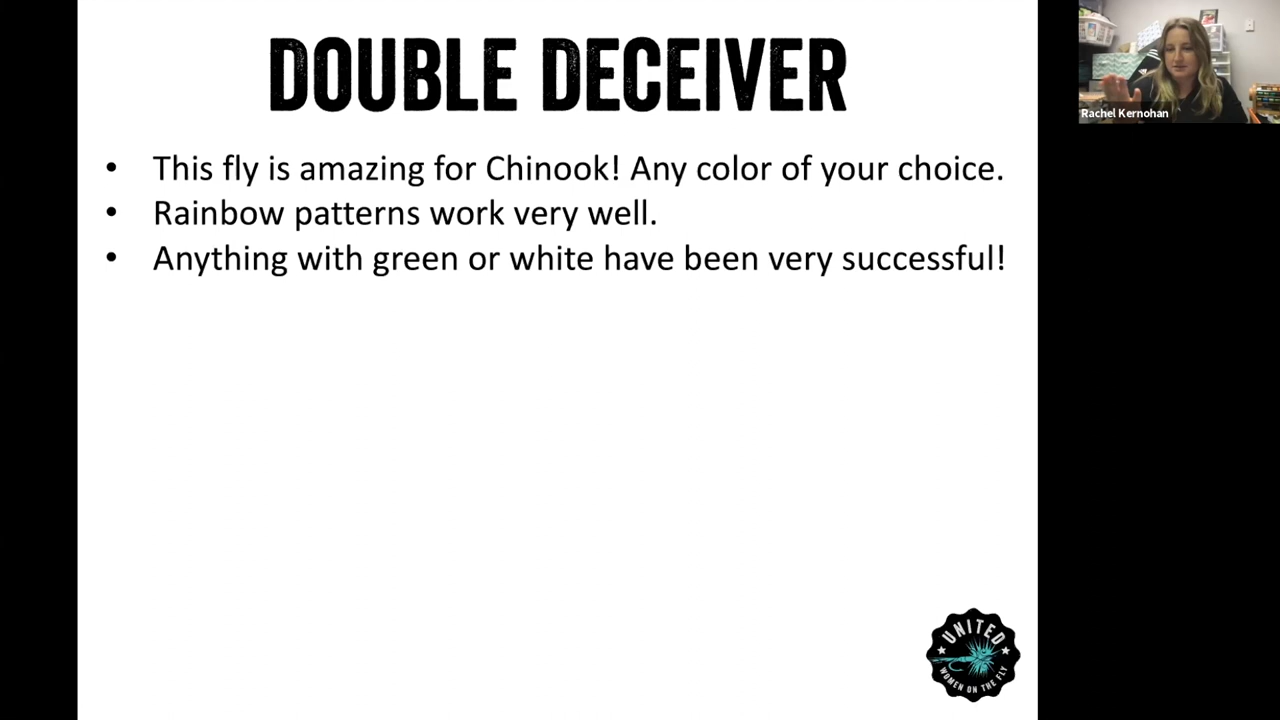 DOUBLE DECEIVER
• This fly is amazing for Chinook! Any color of your choice.
• Rainbow patterns work very well.
• Anything with green or white have been very successful!
Rachel Kernohan
UNITED
WOMEN ON THE FLY